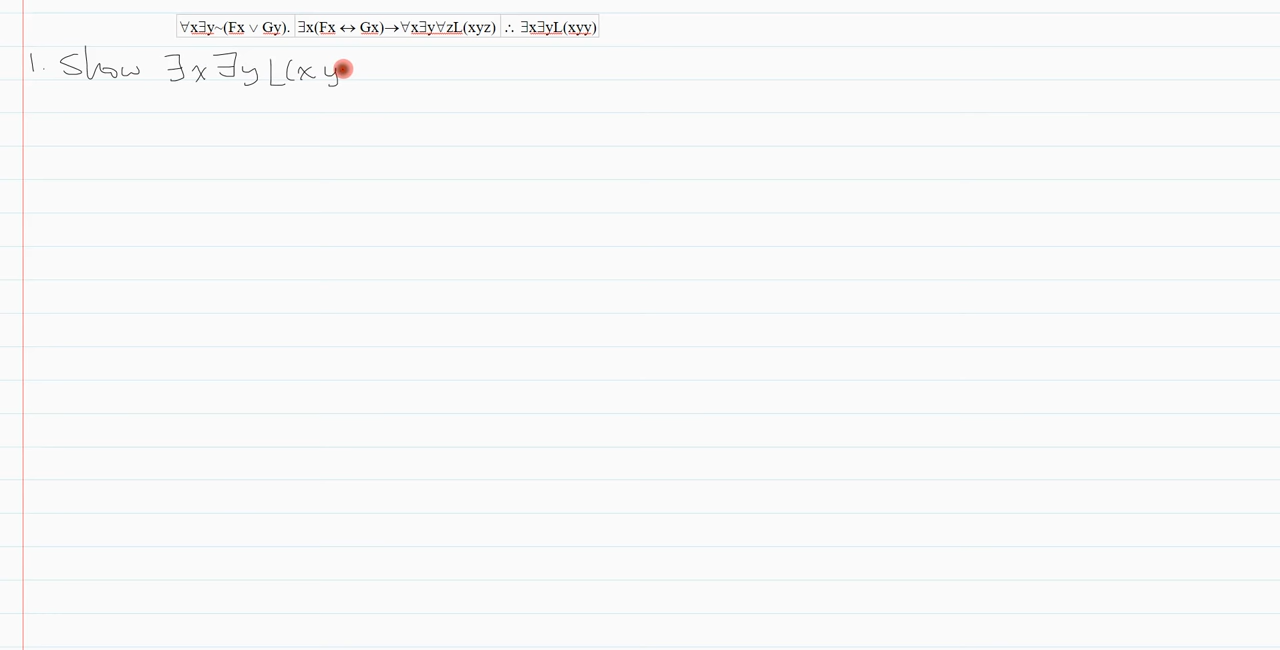 ∀x∃y~(Fx ∨ Gy). ∃x(Fx ↔ Gx)→∀x∃y∀zL(xyz) ∴ ∃x∃yL(xyy)
1. Show ∃x∃yL(xy